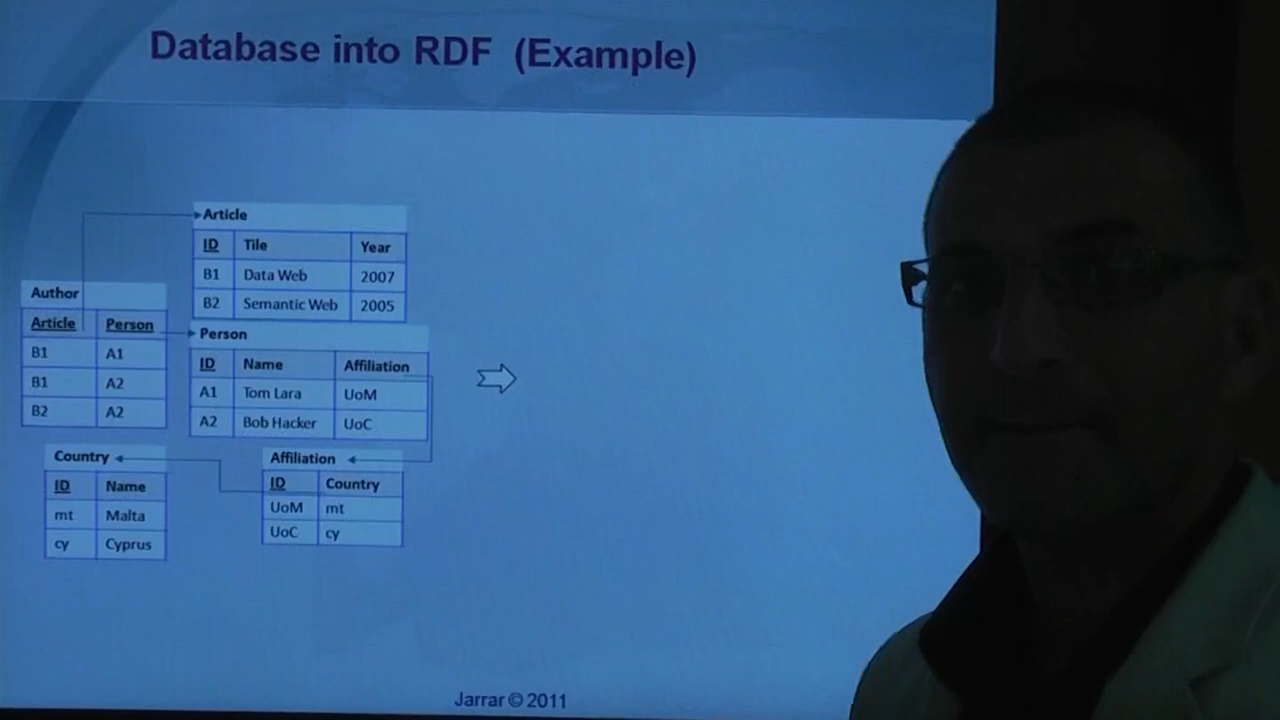 Database into RDF (Example)
Article
ID Tile Year
B1 Data Web 2007
B2 Semantic Web 2005
Author
Article Person
B1 A1
B1 A2
B2 A2
Person
ID Name Affiliation
A1 Tom Lara UoM
A2 Bob Hacker UoC
Country
ID Name
mt Malta
cy Cyprus
Affiliation
ID Country
UoM mt
UoC cy
Jarrar © 2011